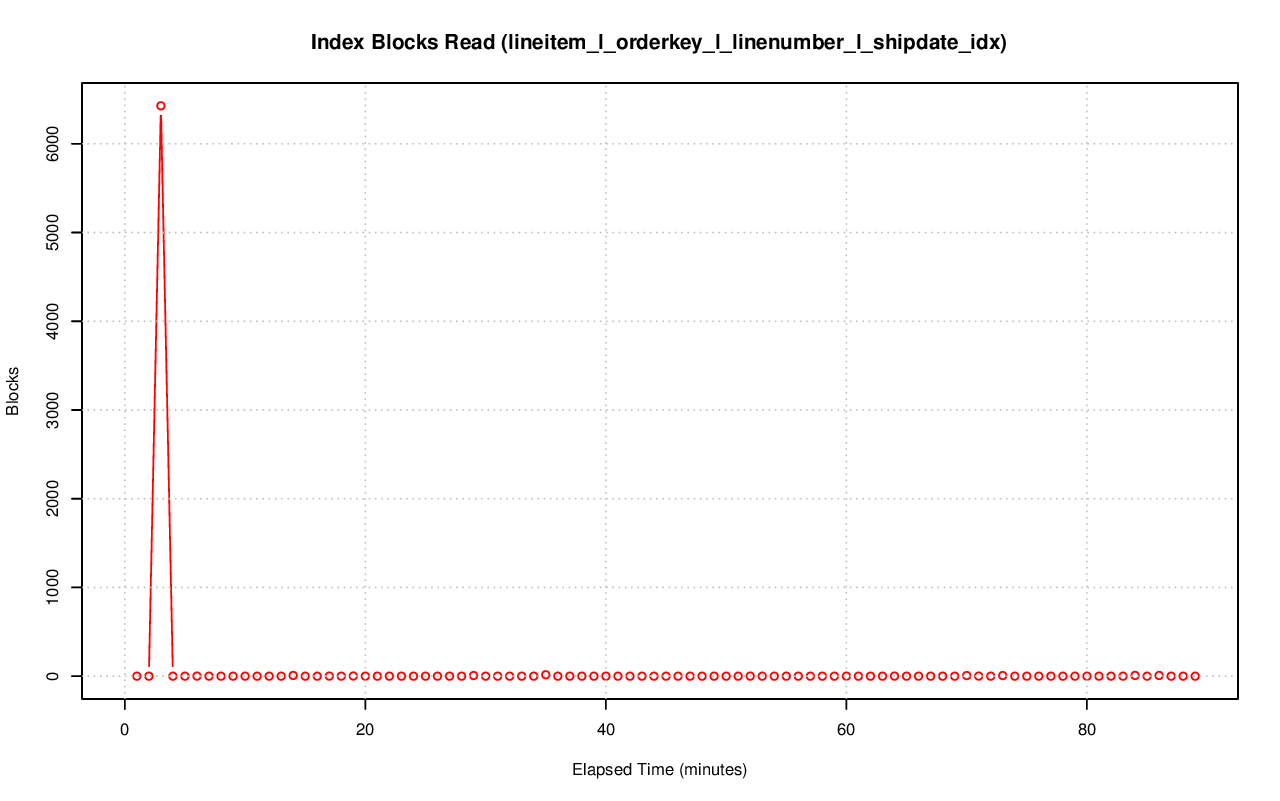 Index Blocks Read (lineitem_l_orderkey_l_linenumber_l_shipdate_idx)
6000
5000
4000
3000
2000
1000
0
Blocks
0 20 40 60 80
Elapsed Time (minutes)